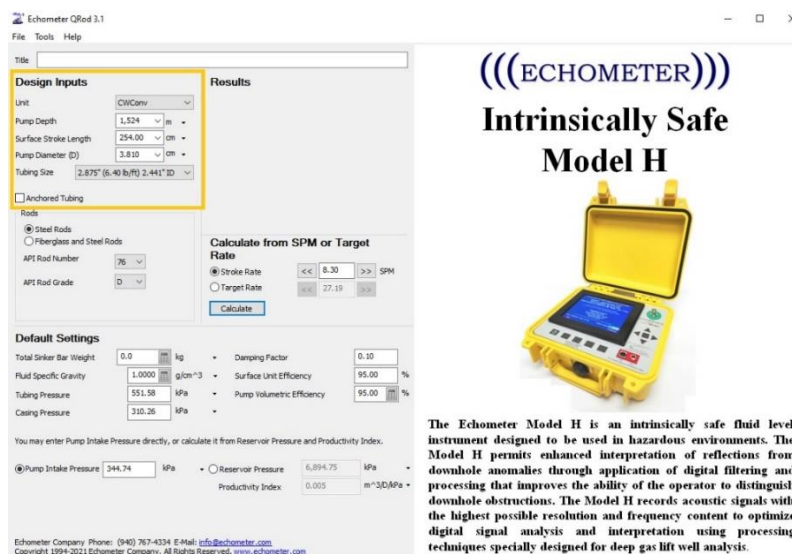 Echometer QRod 3.1
File Tools Help
Title
Design Inputs
Unit CWConv
Pump Depth 1,524 m
Surface Stroke Length 254.00 cm
Pump Diameter (D) 3.810 cm
Tubing Size 2.875" (6.40 lb/ft) 2.441" ID
Anchored Tubing
Rods
Steel Rods
Fiberglass and Steel Rods
API Rod Number 76
API Rod Grade D
Results
Calculate from SPM or Target
Rate
Stroke Rate << 8.30 >> SPM
Target Rate << 27.19 >>
Calculate
Default Settings
Total Sinker Bar Weight 0.0 kg
Fluid Specific Gravity 1.0000 g/cm^3
Tubing Pressure 551.58 kPa
Casing Pressure 310.26 kPa
Damping Factor 0.10
Surface Unit Efficiency 95.00 %
Pump Volumetric Efficiency 95.00 %
You may enter Pump Intake Pressure directly, or calculate it from Reservoir Pressure and Productivity Index.
Pump Intake Pressure 344.74 kPa
Reservoir Pressure 6,894.75 kPa
Productivity Index 0.005 m^3/D/kPa
Echometer Company Phone: (940) 767-4334 E-Mail: info@echometer.com
Copyright 1994-2021 Echometer Company. All Rights Reserved. www.echometer.com
(((ECHOMETER)))
Intrinsically Safe
Model H
The Echometer Model H is an intrinsically safe fluid level
instrument designed to be used in hazardous environments. The
Model H permits enhanced interpretation of reflections from
downhole anomalies through application of digital filtering and
processing that improves the ability of the operator to distinguish
downhole obstructions. The Model H records acoustic signals with
the highest possible resolution and frequency content to optimize
digital signal analysis and interpretation using processing
techniques specially designed for deep gas lift well analysis.